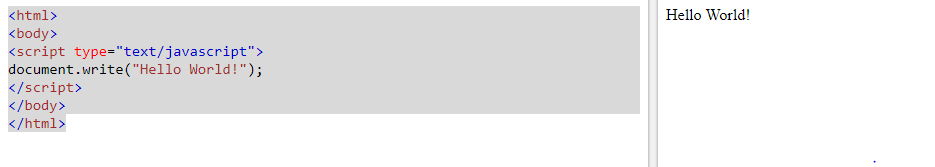 <html>
<body>
<script type="text/javascript">
document.write("Hello World!");
</script>
</body>
</html>
Hello World!